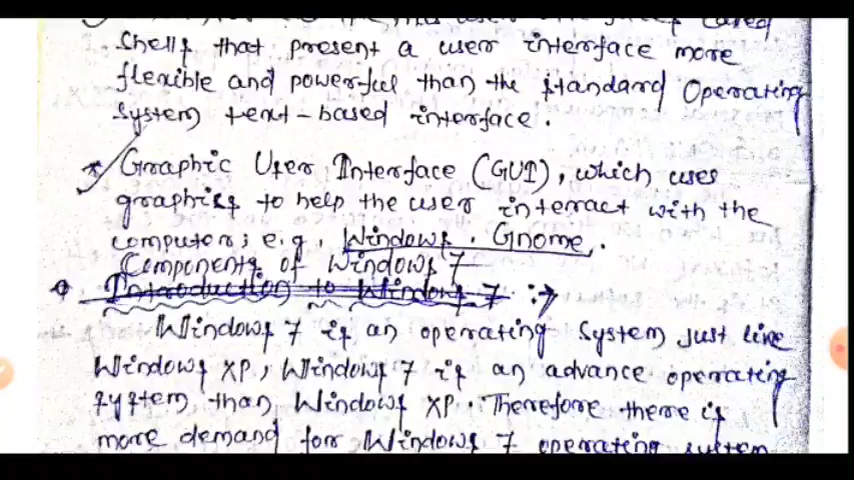 Shells that present a user interface more
flexible and powerful than the standard Operating
System text-based interface.
Graphic User Interface (GUI), which uses
graphics to help the user interact with the
computer; e.g. Windows, Gnome.
Components of Windows 7
Introduction to Windows 7 :→
Windows 7 is an operating System just like
Windows XP, Windows 7 is an advance operating
system than Windows XP. Therefore there is
more demand for Windows 7 operating system